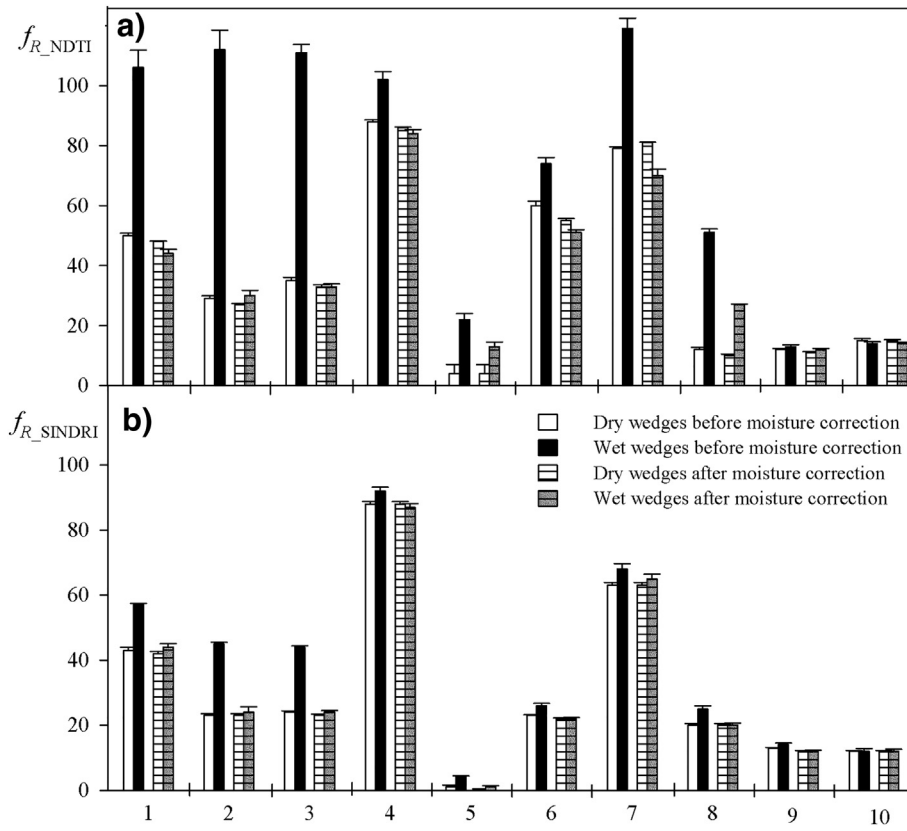 a)
f_R_NDTI
100
80
60
40
20
0
b)
f_R_SINDRI
Dry wedges before moisture correction
Wet wedges before moisture correction
Dry wedges after moisture correction
Wet wedges after moisture correction
100
80
60
40
20
0
1 2 3 4 5 6 7 8 9 10